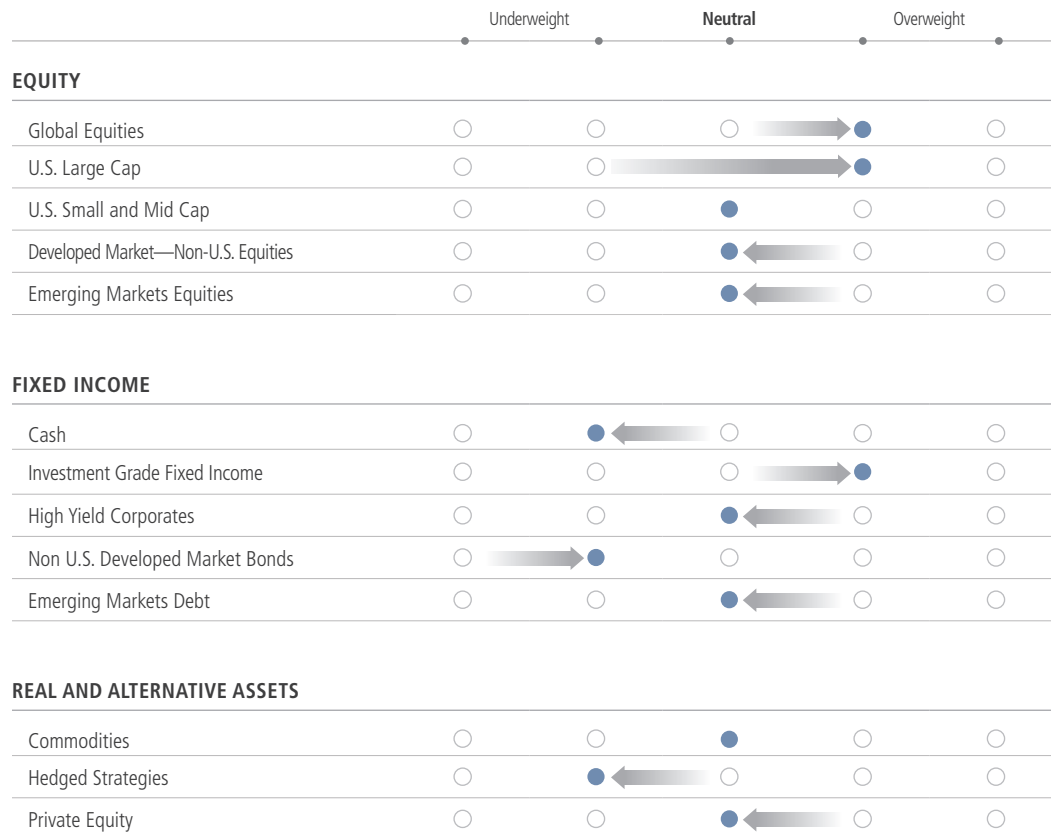 Underweight Neutral Overweight
EQUITY
Global Equities
U.S. Large Cap
U.S. Small and Mid Cap
Developed Market—Non-U.S. Equities
Emerging Markets Equities
FIXED INCOME
Cash
Investment Grade Fixed Income
High Yield Corporates
Non U.S. Developed Market Bonds
Emerging Markets Debt
REAL AND ALTERNATIVE ASSETS
Commodities
Hedged Strategies
Private Equity